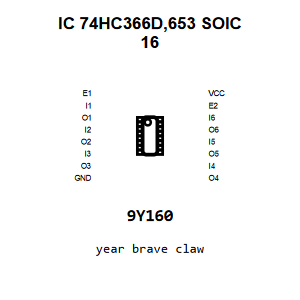 IC 74HC366D,653 SOIC
16
E1 VCC
I1 E2
O1 I6
I2 O6
O2 I5
I3 O5
O3 I4
GND O4
9Y160
year brave claw